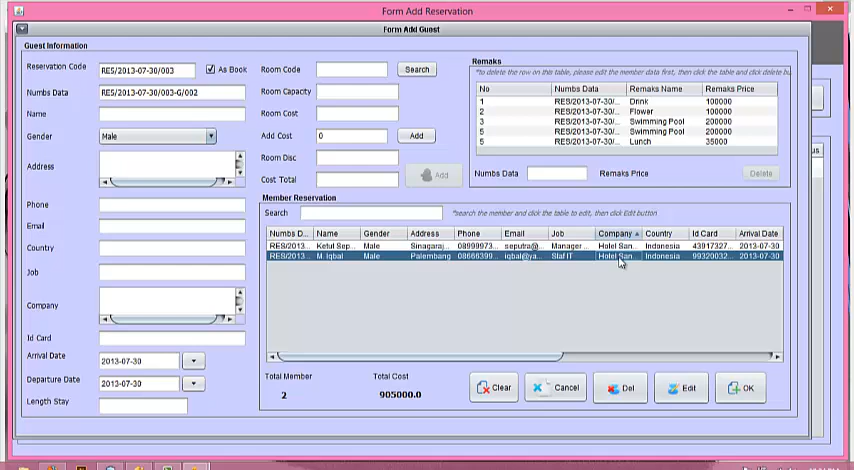 Form Add Reservation
Form Add Guest
Guest Information
Reservation Code RES/2013-07-30/003 As Book
Numbs Data RES/2013-07-30/003-G/002
Name
Gender Male
Address
Phone
Email
Country
Job
Company
Id Card
Arrival Date 2013-07-30
Departure Date 2013-07-30
Length Stay
Room Code Search
Room Capacity
Room Cost
Add Cost 0 Add
Room Disc
Cost Total Add
Remaks
*to delete the row on this table, please edit the member data first, then click the table and click delete bu
No Numbs Data Remaks Name Remaks Price
1 RES/2013-07-30/... Drink 100000
2 RES/2013-07-30/... Flower 100000
3 RES/2013-07-30/... Swimming Pool 200000
5 RES/2013-07-30/... Swimming Pool 200000
5 RES/2013-07-30/... Lunch 35000
Numbs Data Remaks Price Delete
Member Reservation
Search *search the member and click the table to edit, then click Edit button
Numbs D... Name Gender Address Phone Email Job Company Country Id Card Arrival Date
RES/2013... Ketut Sep... Male Sinagaraj... 08999973... seputra@... Manager ... Hotel San... Indonesia 43917327... 2013-07-30
RES/2013... M. Iqbal Male Palembang 08666399... iqbal@ya... Staf IT Hotel San... Indonesia 99320032... 2013-07-30
Total Member Total Cost
2 905000.0
Clear Cancel Del Edit OK
us